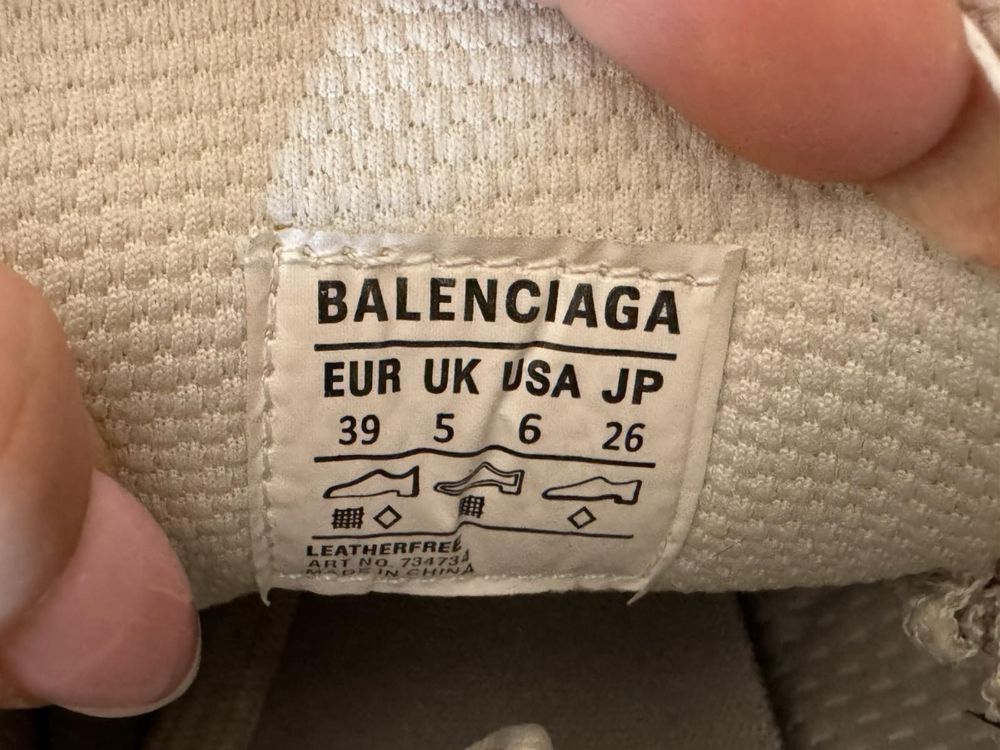 BALENCIAGA
EUR UK USA JP
39 5 6 26
LEATHERFREE
ART NO. 734734
MADE IN CHINA